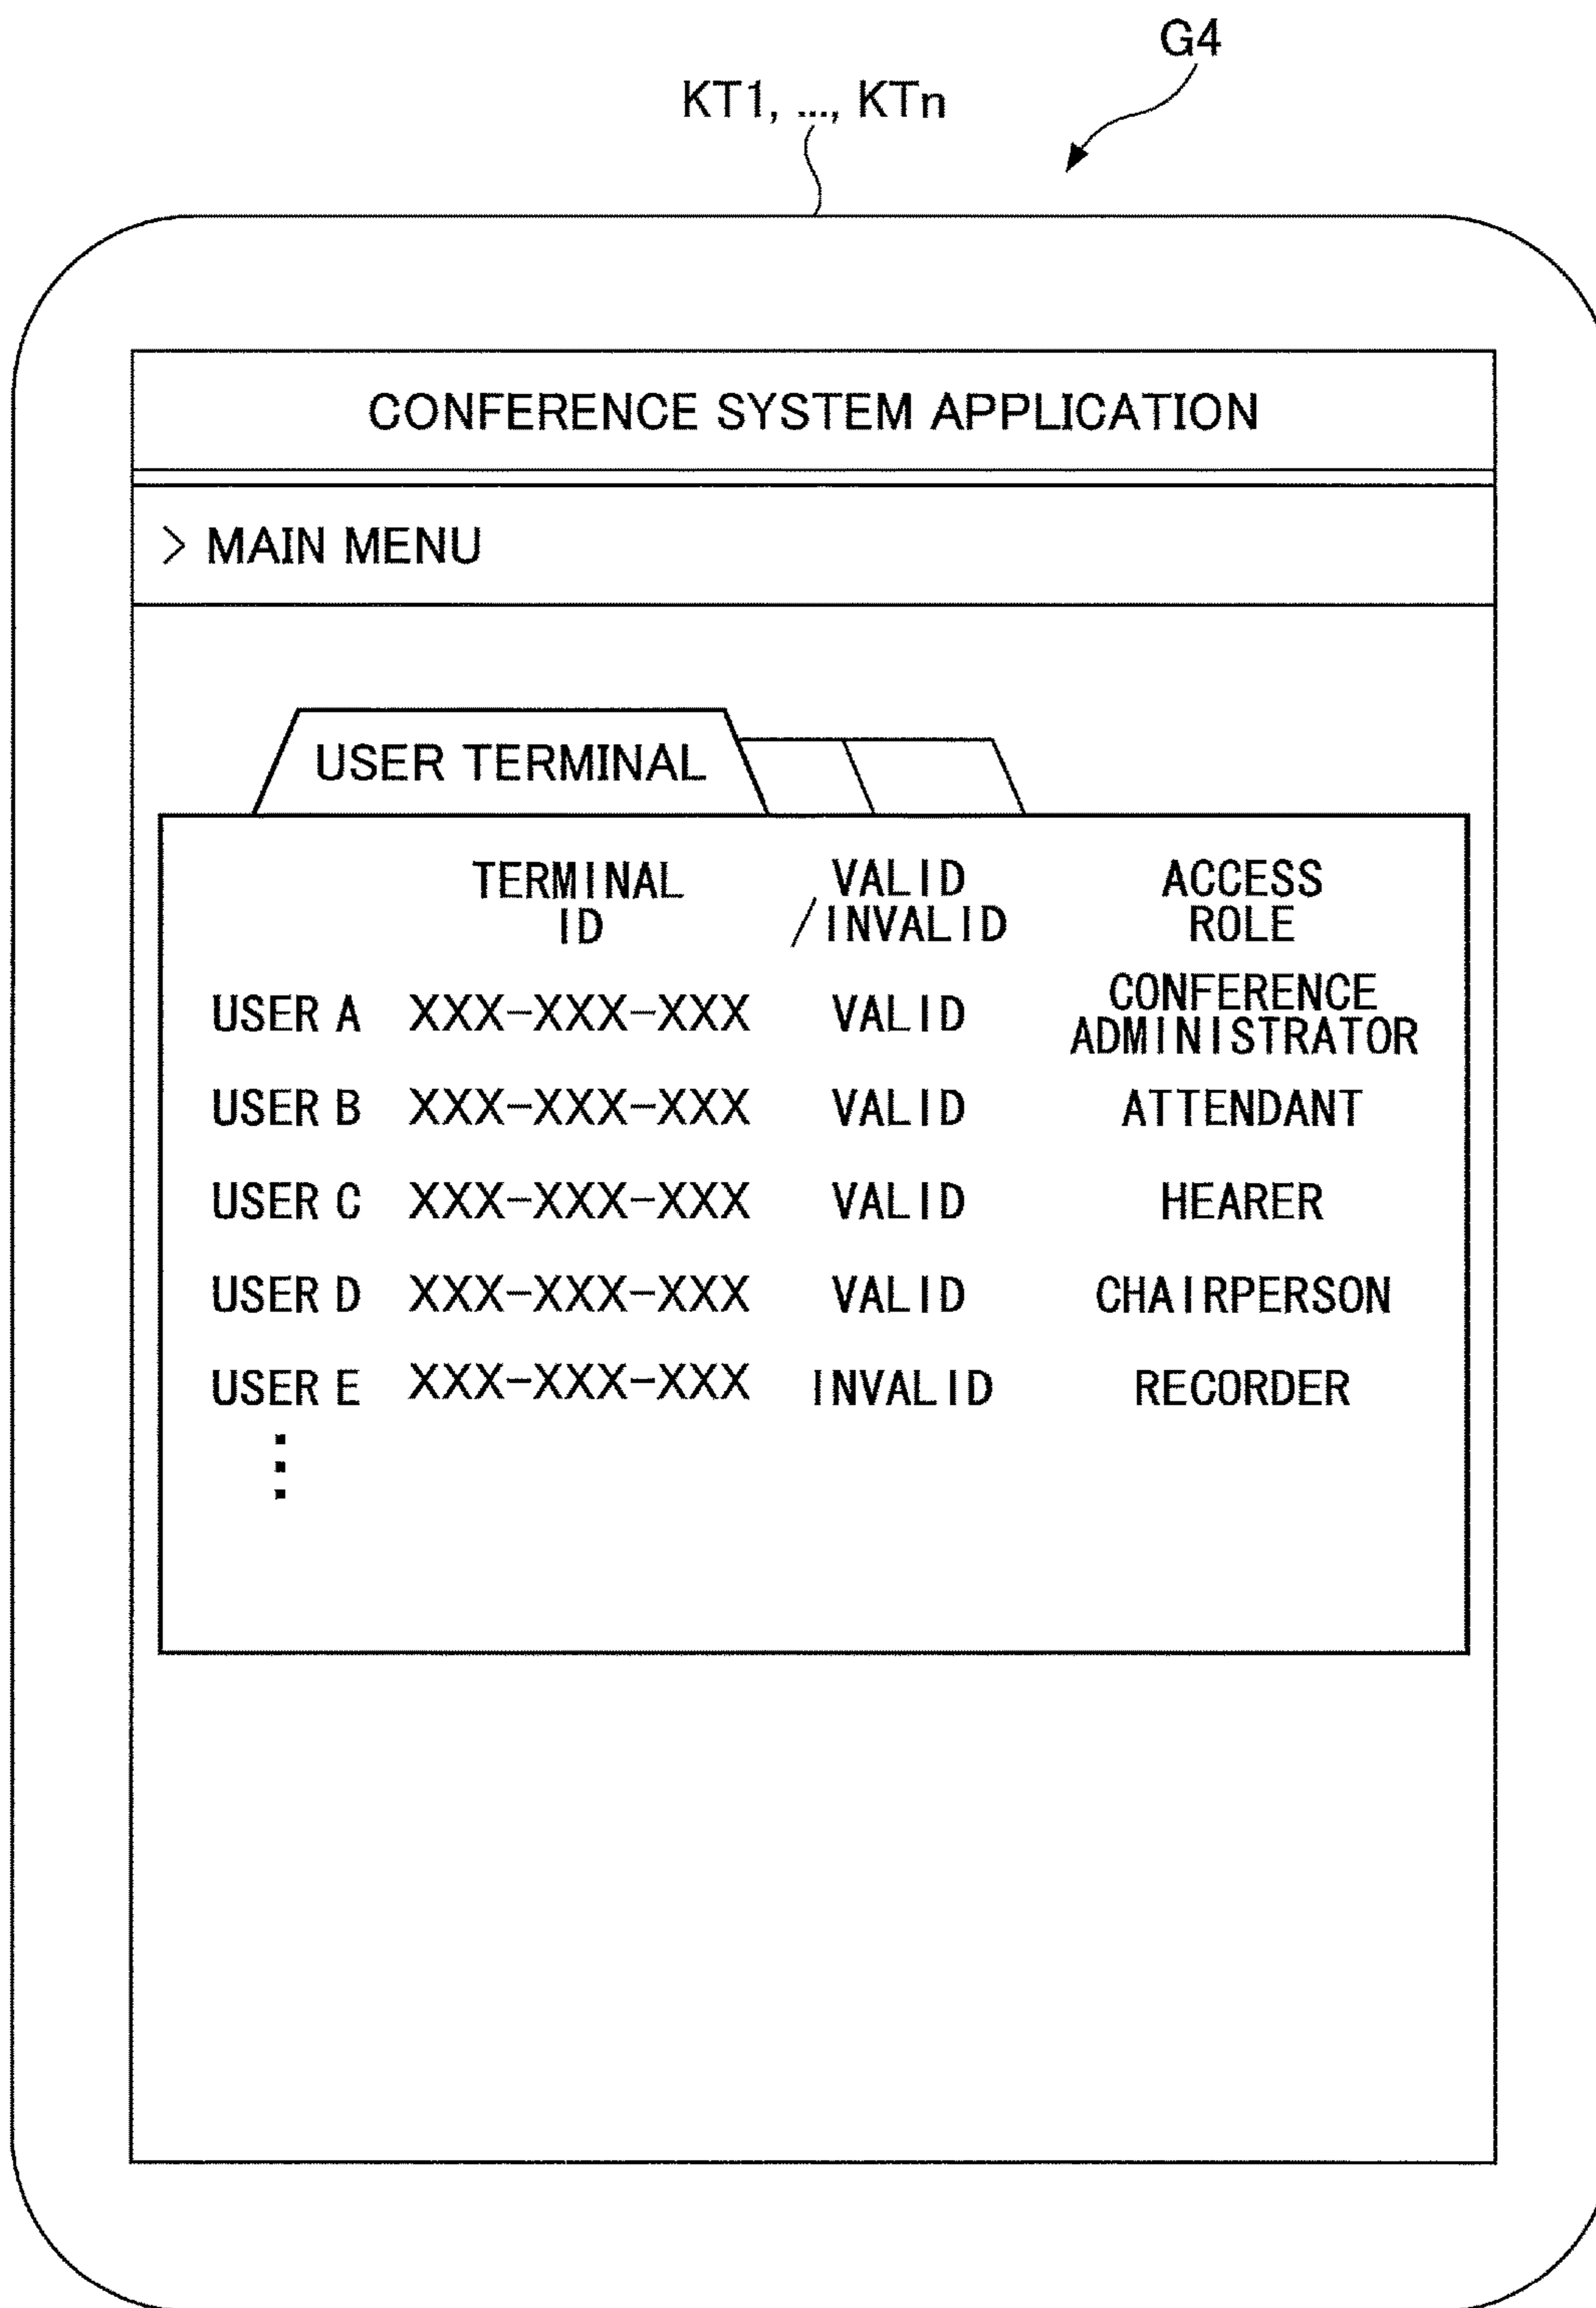 G4
KT1, ..., KTn
CONFERENCE SYSTEM APPLICATION
> MAIN MENU
USER TERMINAL
TERMINAL ID VALID /INVALID ACCESS ROLE
USER A XXX-XXX-XXX VALID CONFERENCE ADMINISTRATOR
USER B XXX-XXX-XXX VALID ATTENDANT
USER C XXX-XXX-XXX VALID HEARER
USER D XXX-XXX-XXX VALID CHAIRPERSON
USER E XXX-XXX-XXX INVALID RECORDER